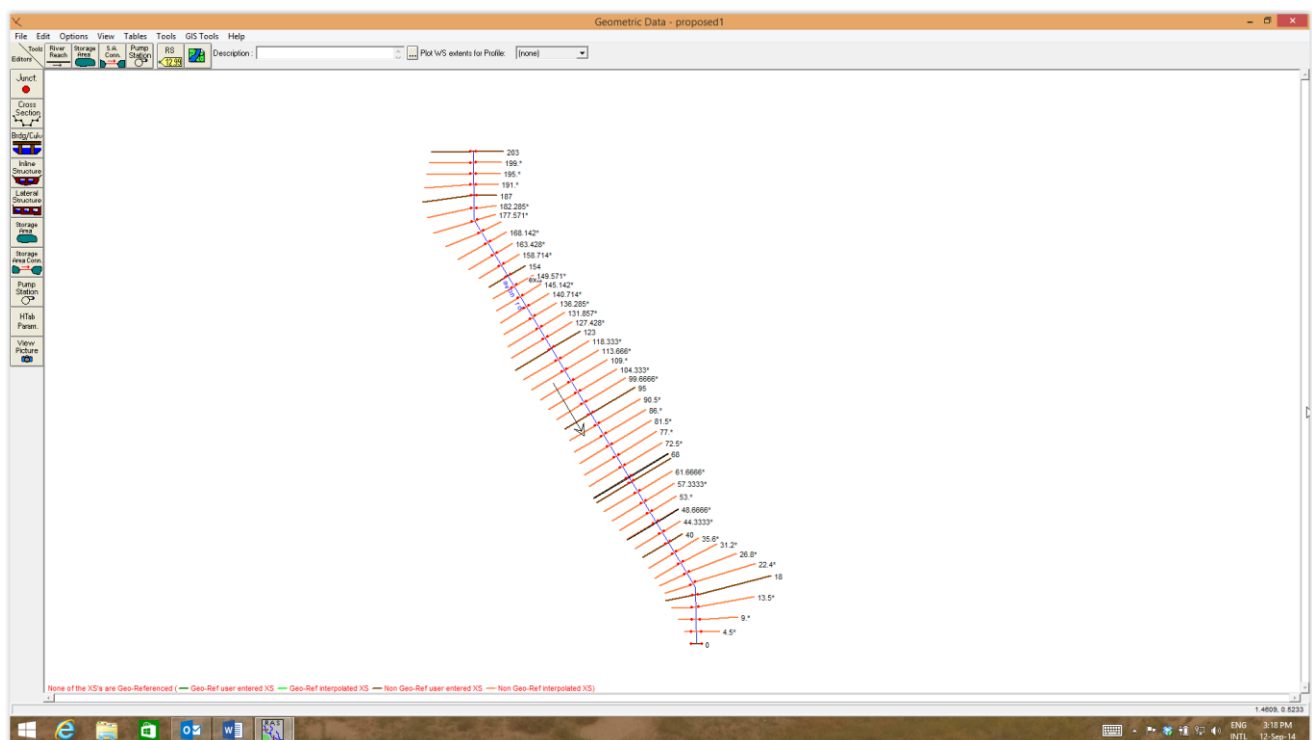 Geometric Data - proposed1
File Edit Options View Tables Tools GIS Tools Help
Tools
Editors
River Reach
Storage Area
S.A. Conn.
Pump Station
RS
12.99
Description :
...
Plot WS extents for Profile:
(none)
Junct.
Cross Section
Brdg/Culv
Inline Structure
Lateral Structure
Storage Area
Storage Area Conn.
Pump Station
HTab Param.
View Picture
203
199.*
195.*
191.*
187
182.285*
177.571*
168.142*
163.428*
158.714*
154
149.571*
145.142*
140.714*
136.285*
131.857*
127.428*
123
118.333*
113.666*
109.*
104.333*
99.6666*
95
90.5*
86.*
81.5*
77.*
72.5*
68
61.6666*
57.3333*
53.*
48.6666*
44.3333*
40
35.6*
31.2*
26.8*
22.4*
18
13.5*
9.*
4.5*
0
None of the XS's are Geo-Referenced ( Geo-Ref user entered XS Geo-Ref interpolated XS Non Geo-Ref user entered XS Non Geo-Ref interpolated XS)
1.4609, 0.5233
RAS
ENG
INTL
3:18 PM
12-Sep-14